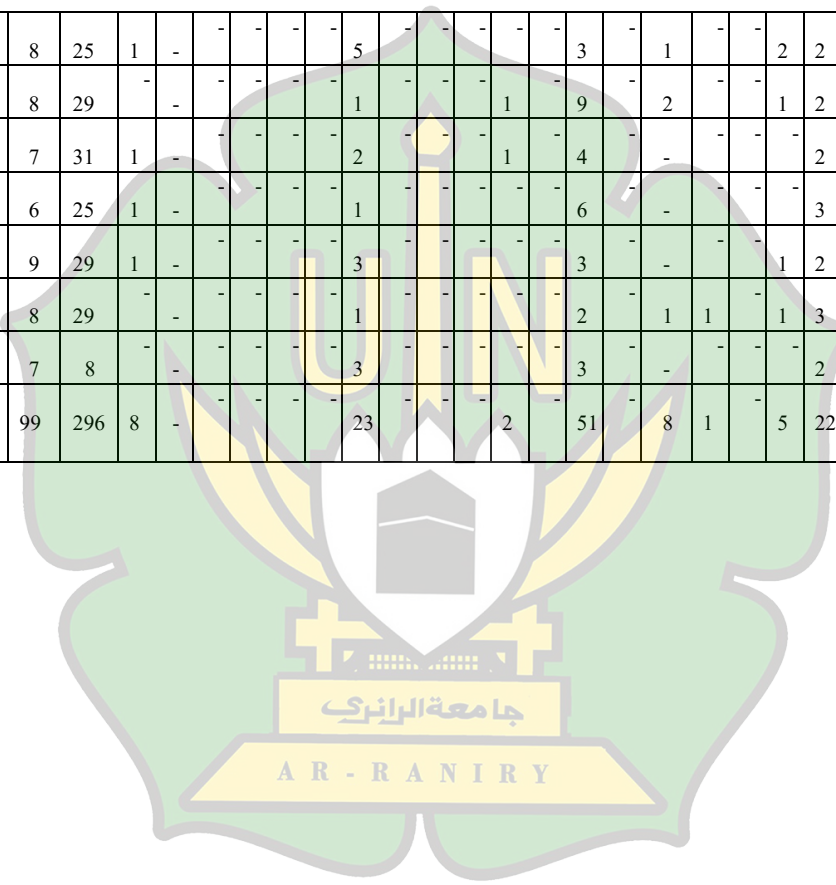 8 25 1 - - - - - 5 - - - - - 3 - 1 - - 2 2
8 29 - - - - - - 1 - - - 1 - 9 - 2 - - 1 2
7 31 1 - - - - - 2 - - - 1 - 4 - - - - - 2
6 25 1 - - - - - 1 - - - - - 6 - - - - - 3
9 29 1 - - - - - 3 - - - - - 3 - - - - 1 2
8 29 - - - - - - 1 - - - - - 2 - 1 1 - 1 3
7 8 - - - - - - 3 - - - - - 3 - - - - - 2
99 296 8 - - - - - 23 - - - 2 - 51 - 8 1 - 5 22
UIN
جامعة الرانري
AR-RANIRY